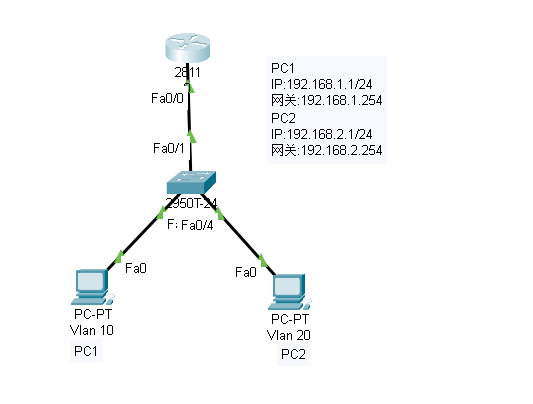 2811
Fa0/0
Fa0/1
2950T-24
Fa0/4
Fa0
PC-PT
Vlan 10
PC1
Fa0
PC-PT
Vlan 20
PC2
PC1
IP:192.168.1.1/24
网关:192.168.1.254
PC2
IP:192.168.2.1/24
网关:192.168.2.254